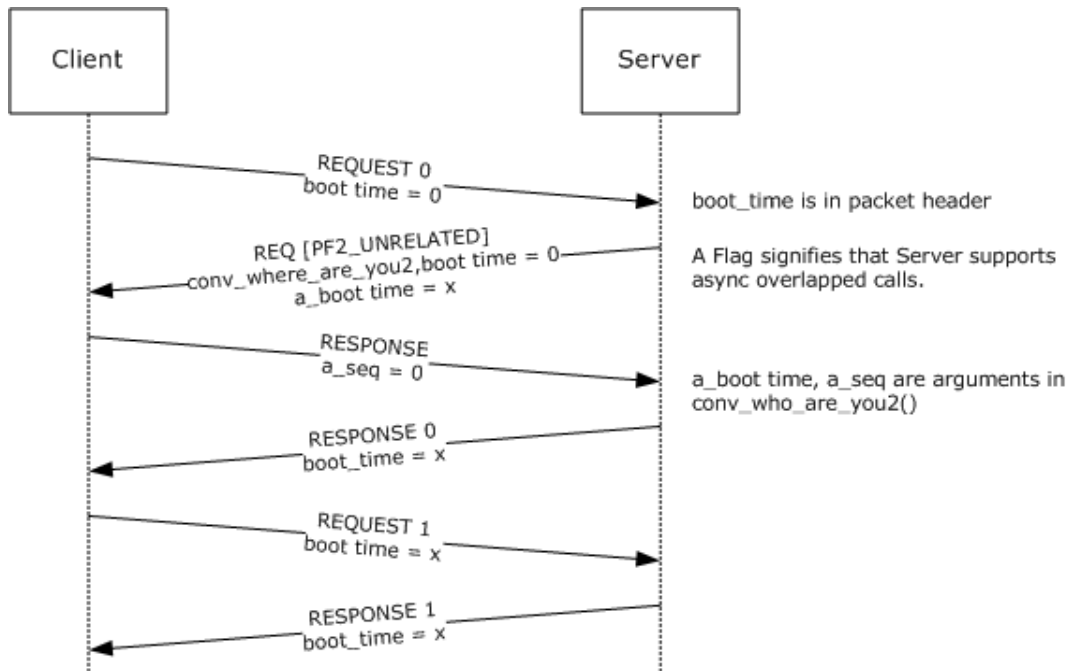 Client
Server
REQUEST 0
boot time = 0
boot_time is in packet header
REQ [PF2_UNRELATED]
conv_where_are_you2,boot time = 0
a_boot time = x
A Flag signifies that Server supports
async overlapped calls.
RESPONSE
a_seq = 0
a_boot time, a_seq are arguments in
conv_who_are_you2()
RESPONSE 0
boot_time = x
REQUEST 1
boot time = x
RESPONSE 1
boot_time = x